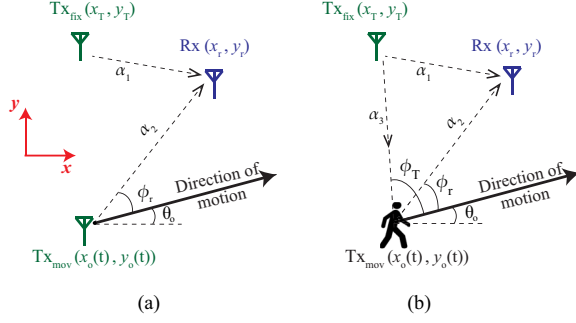 Tx_fix (x_T, y_T)
Rx (x_r, y_r)
α_1
α_2
y
x
ϕ_r
Direction of
motion
θ_o
Tx_mov (x_o(t), y_o(t))
(a)
Tx_fix (x_T, y_T)
Rx (x_r, y_r)
α_1
α_3
α_2
ϕ_T
ϕ_r
Direction of
motion
θ_o
Tx_mov (x_o(t), y_o(t))
(b)